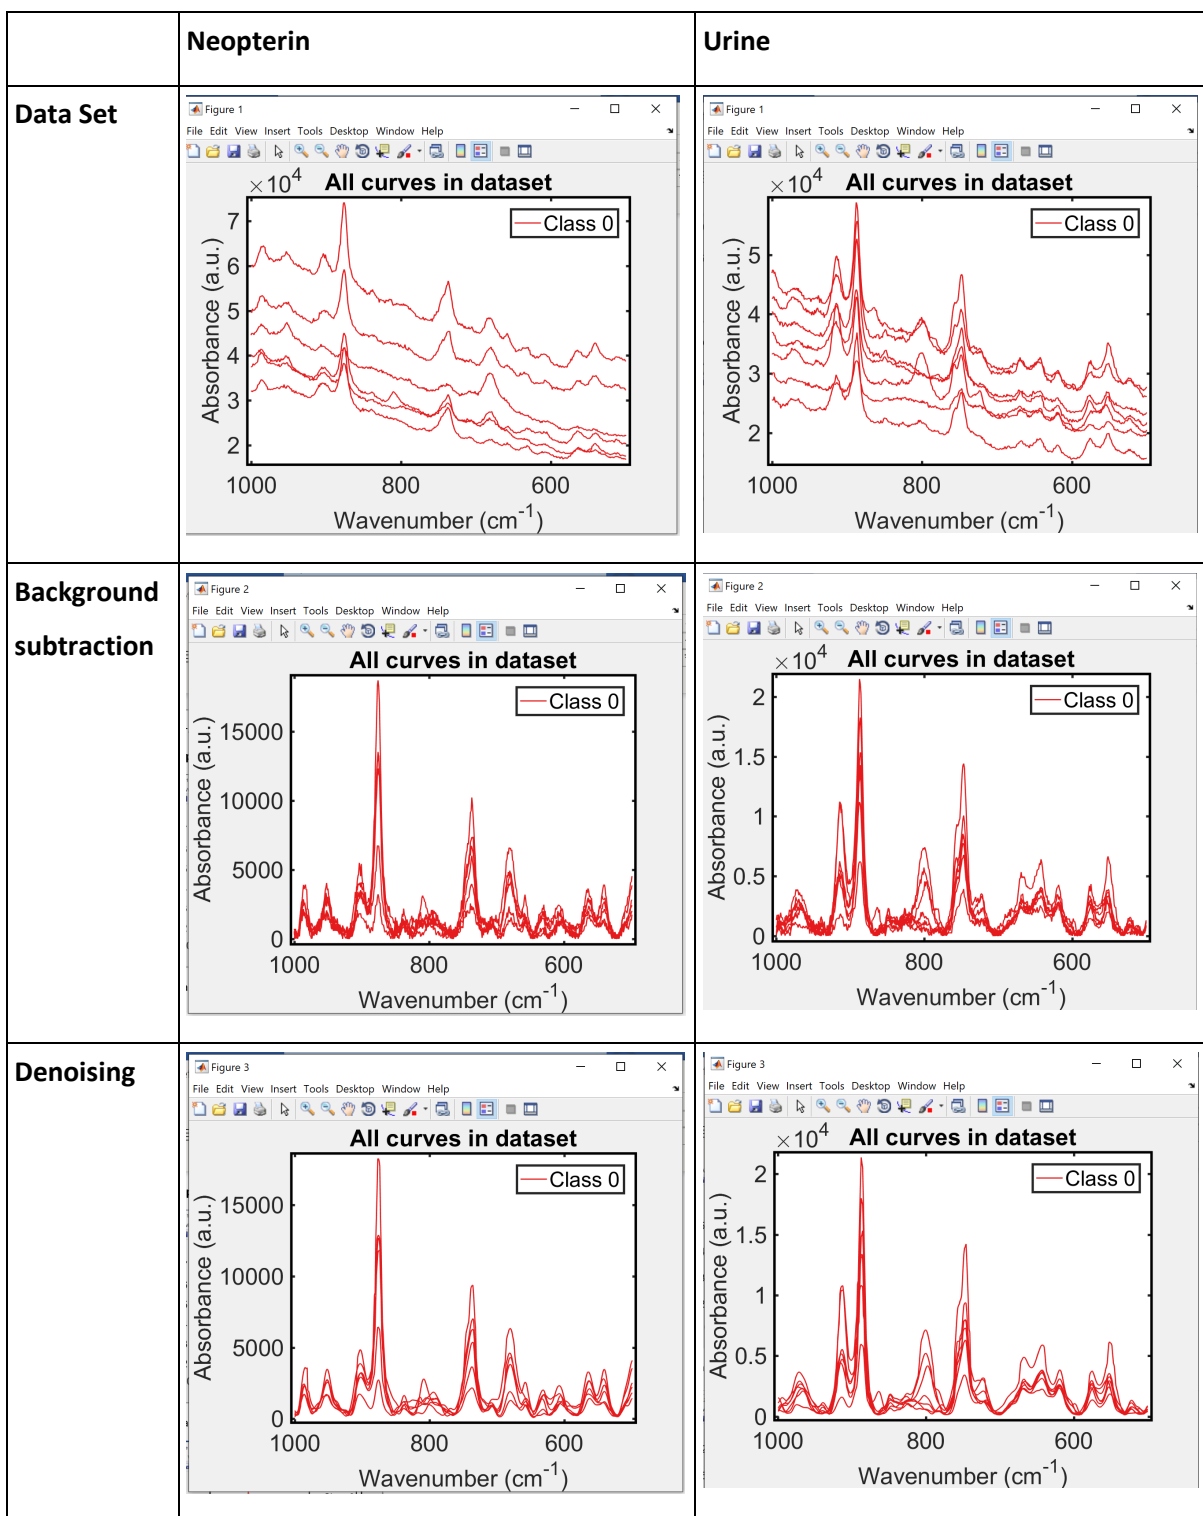 Neopterin
Urine
Data Set
Figure 1
File Edit View Insert Tools Desktop Window Help
×10⁴ All curves in dataset
Class 0
7
6
5
4
3
2
Absorbance (a.u.)
1000 800 600
Wavenumber (cm⁻¹)
Figure 1
File Edit View Insert Tools Desktop Window Help
×10⁴ All curves in dataset
Class 0
5
4
3
2
Absorbance (a.u.)
1000 800 600
Wavenumber (cm⁻¹)
Background
subtraction
Figure 2
File Edit View Insert Tools Desktop Window Help
All curves in dataset
Class 0
15000
10000
5000
0
Absorbance (a.u.)
1000 800 600
Wavenumber (cm⁻¹)
Figure 2
File Edit View Insert Tools Desktop Window Help
×10⁴ All curves in dataset
Class 0
2
1.5
1
0.5
0
Absorbance (a.u.)
1000 800 600
Wavenumber (cm⁻¹)
Denoising
Figure 3
File Edit View Insert Tools Desktop Window Help
All curves in dataset
Class 0
15000
10000
5000
0
Absorbance (a.u.)
1000 800 600
Wavenumber (cm⁻¹)
Figure 3
File Edit View Insert Tools Desktop Window Help
×10⁴ All curves in dataset
Class 0
2
1.5
1
0.5
0
Absorbance (a.u.)
1000 800 600
Wavenumber (cm⁻¹)